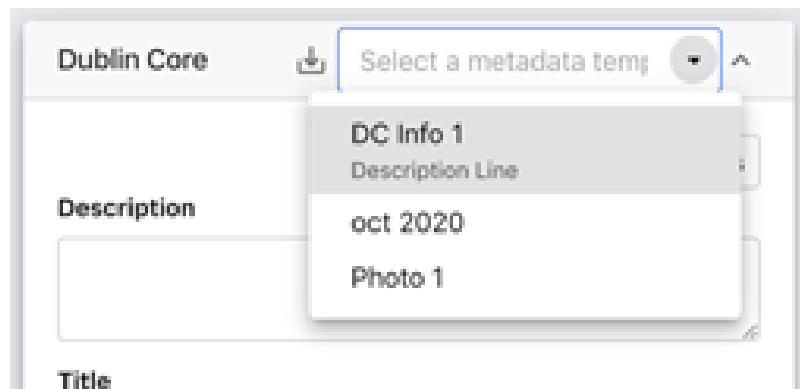 Dublin Core
Select a metadata temp
DC Info 1
Description Line
oct 2020
Photo 1
Description
Title